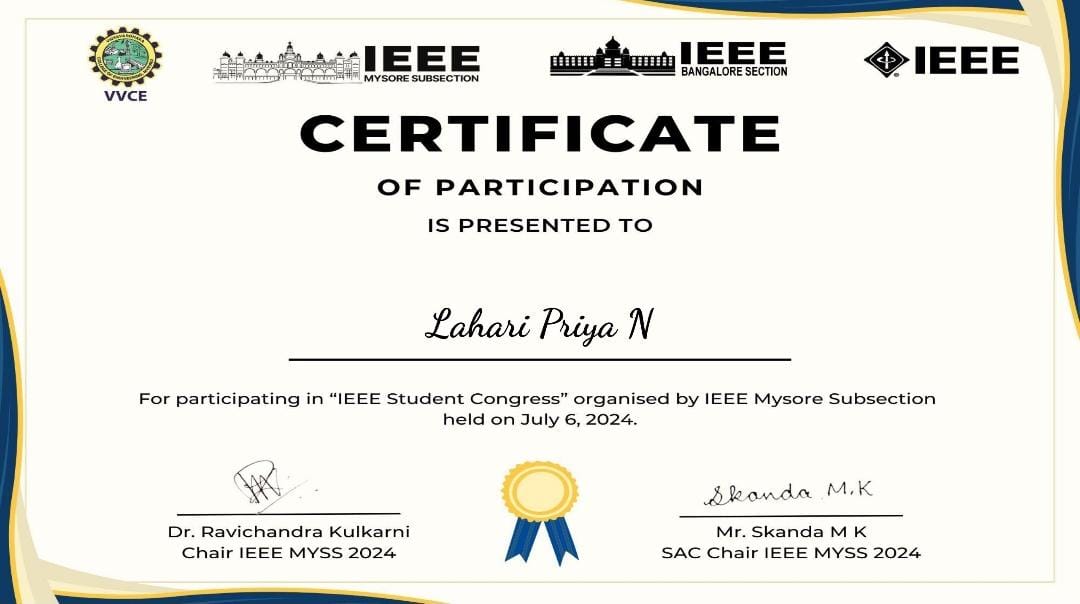 VVCE
IEEE
MYSORE SUBSECTION
IEEE
BANGALORE SECTION
IEEE
CERTIFICATE
OF PARTICIPATION
IS PRESENTED TO
Lahari Priya N
For participating in “IEEE Student Congress” organised by IEEE Mysore Subsection
held on July 6, 2024.
Skanda M.K
Dr. Ravichandra Kulkarni
Chair IEEE MYSS 2024
Mr. Skanda M K
SAC Chair IEEE MYSS 2024